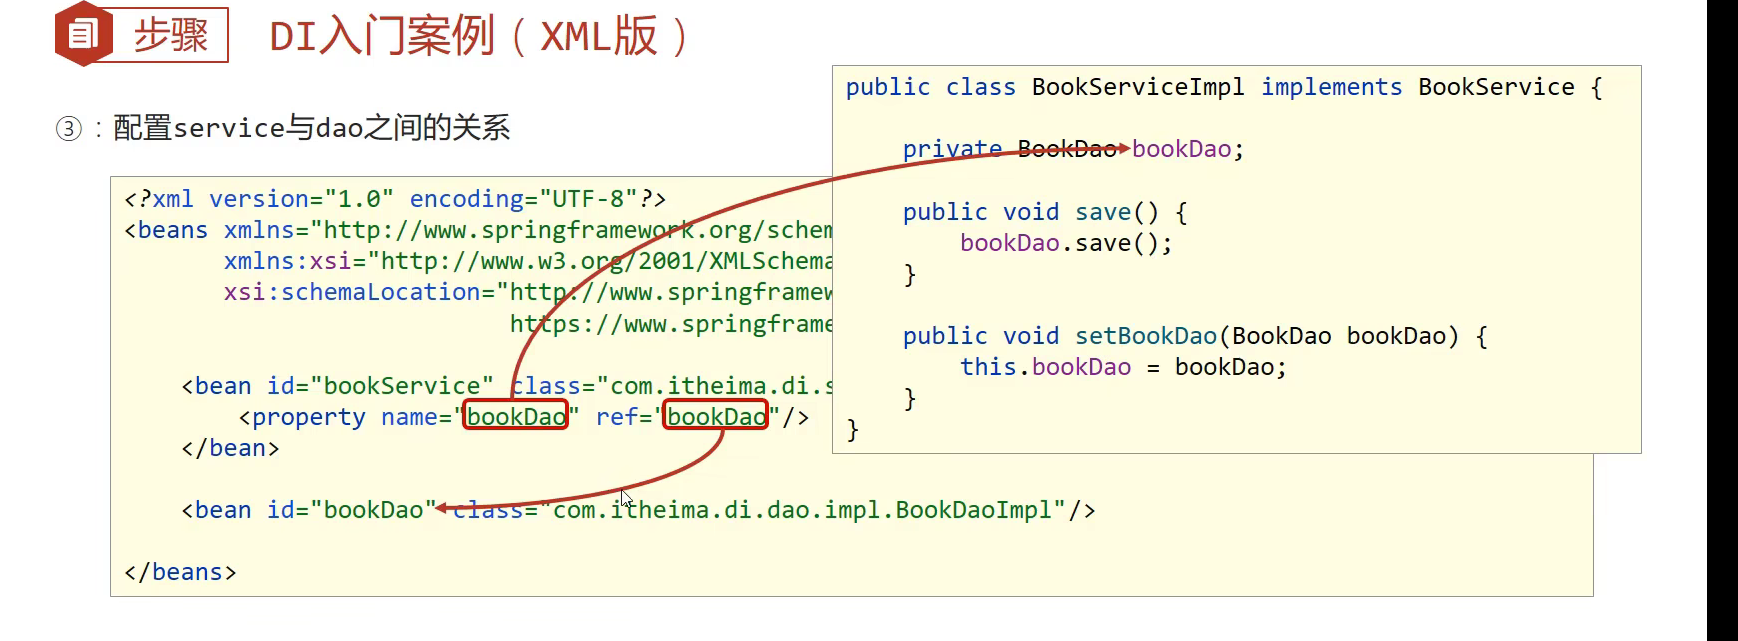 步骤
DI入门案例（XML版）
③：配置service与dao之间的关系
<?xml version="1.0" encoding="UTF-8"?>
<beans xmlns="http://www.springframework.org/schem
xmlns:xsi="http://www.w3.org/2001/XMLSchema
xsi:schemaLocation="http://www.springframew
https://www.springframe
<bean id="bookService" class="com.itheima.di.s
<property name="bookDao" ref="bookDao"/>
</bean>
<bean id="bookDao" class="com.itheima.di.dao.impl.BookDaoImpl"/>
</beans>
public class BookServiceImpl implements BookService {
private BookDao bookDao;
public void save() {
bookDao.save();
}
public void setBookDao(BookDao bookDao) {
this.bookDao = bookDao;
}
}